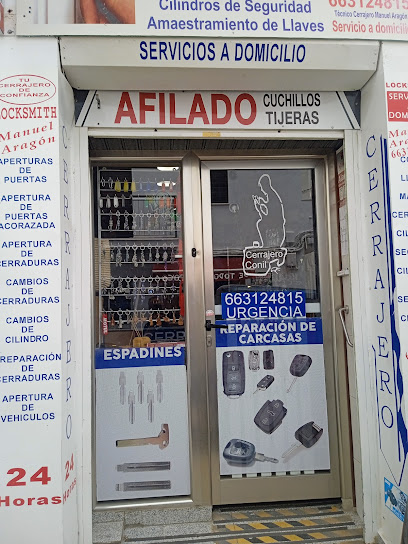 Cilindros de Seguridad
Amaestramiento de Llaves
663124815
Técnico Cerrajero Manuel Aragón
Servicio a domicilio
SERVICIOS A DOMICILIO
AFILADO CUCHILLOS
TIJERAS
TU
CERRAJERO
DE
CONFIANZA
LOCKSMITH
Manuel
Aragón
APERTURAS
DE
PUERTAS
APERTURA
DE
PUERTAS
ACORAZADA
APERTURA
DE
CERRADURAS
CAMBIOS
DE
CERRADURAS
CAMBIOS
DE
CILINDRO
REPARACIÓN
DE
CERRADURAS
APERTURA
DE
VEHICULOS
24
Horas
CERRAJERO
24
Horas
Cerrajero
Conil
663124815
URGENCIA
REPARACIÓN DE
CARCASAS
ESPADINES
CERRAJERO